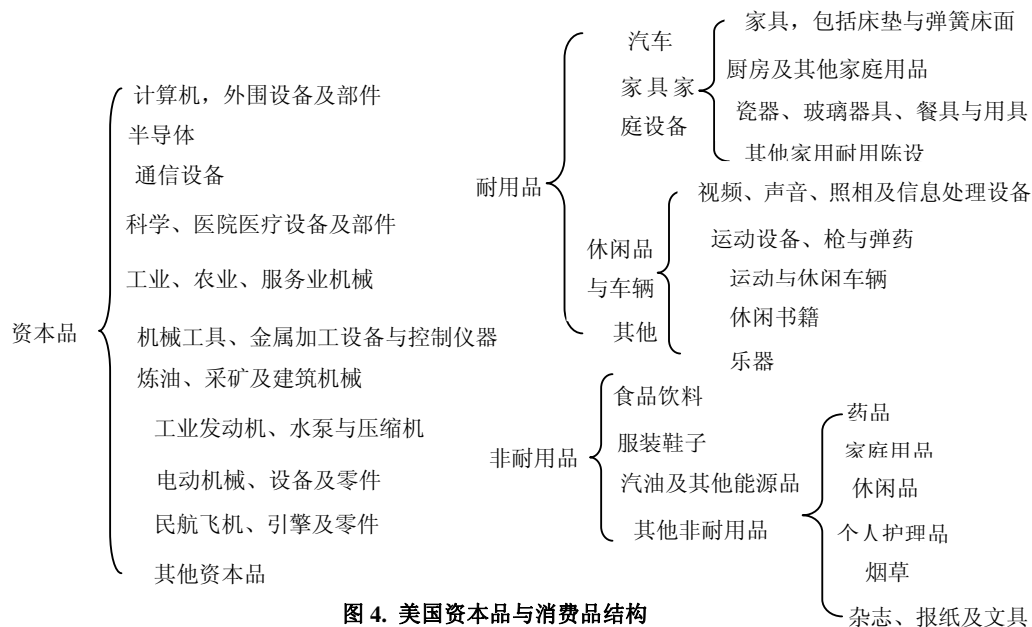 资本品
计算机，外围设备及部件
半导体
通信设备
科学、医院医疗设备及部件
工业、农业、服务业机械
机械工具、金属加工设备与控制仪器
炼油、采矿及建筑机械
工业发动机、水泵与压缩机
电动机械、设备及零件
民航飞机、引擎及零件
其他资本品
耐用品
汽车
家具家
庭设备
家具，包括床垫与弹簧床面
厨房及其他家庭用品
瓷器、玻璃器具、餐具与用具
其他家用耐用陈设
休闲品
与车辆
视频、声音、照相及信息处理设备
运动设备、枪与弹药
运动与休闲车辆
休闲书籍
乐器
其他
非耐用品
食品饮料
服装鞋子
汽油及其他能源品
其他非耐用品
药品
家庭用品
休闲品
个人护理品
烟草
杂志、报纸及文具
图 4. 美国资本品与消费品结构